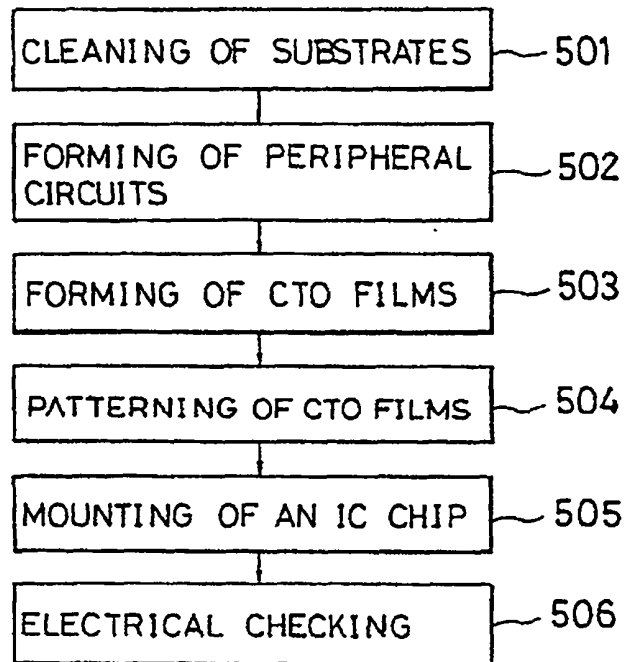 CLEANING OF SUBSTRATES 501
FORMING OF PERIPHERAL
CIRCUITS 502
FORMING OF CTO FILMS 503
PATTERNING OF CTO FILMS 504
MOUNTING OF AN IC CHIP 505
ELECTRICAL CHECKING 506